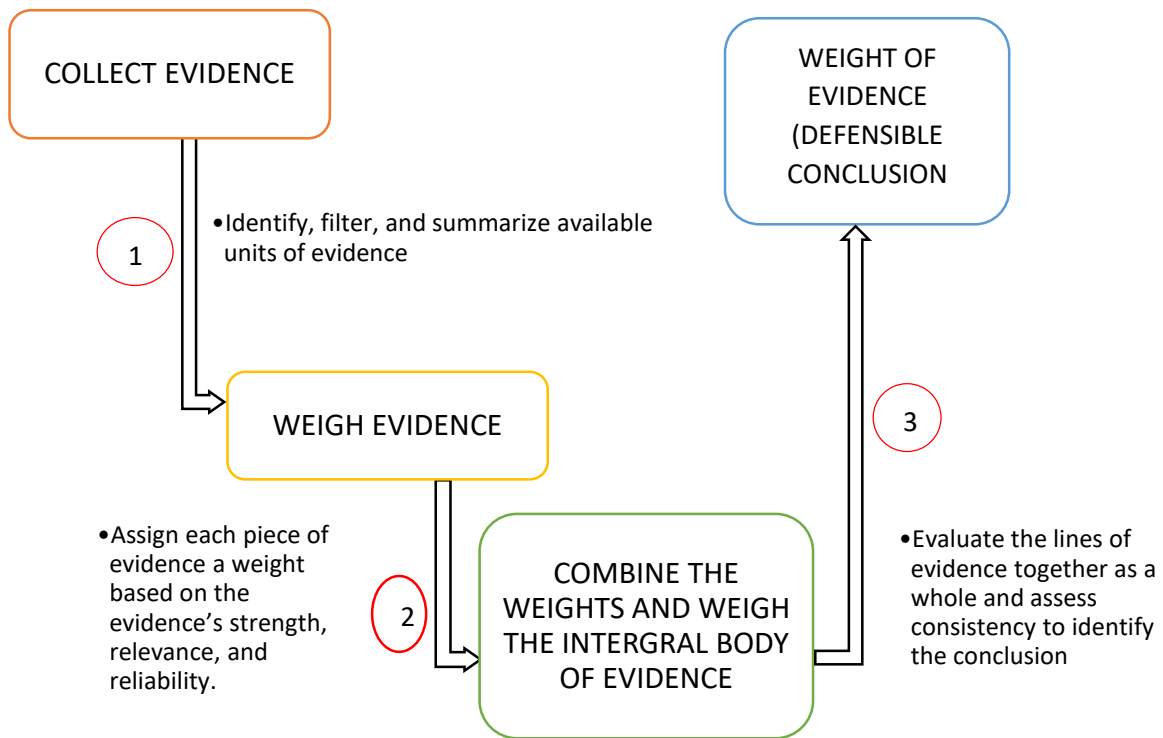 COLLECT EVIDENCE
1
•Identify, filter, and summarize available
units of evidence
WEIGH EVIDENCE
•Assign each piece of
evidence a weight
based on the
evidence’s strength,
relevance, and
reliability.
2
COMBINE THE
WEIGHTS AND WEIGH
THE INTERGRAL BODY
OF EVIDENCE
3
•Evaluate the lines of
evidence together as a
whole and assess
consistency to identify
the conclusion
WEIGHT OF
EVIDENCE
(DEFENSIBLE
CONCLUSION